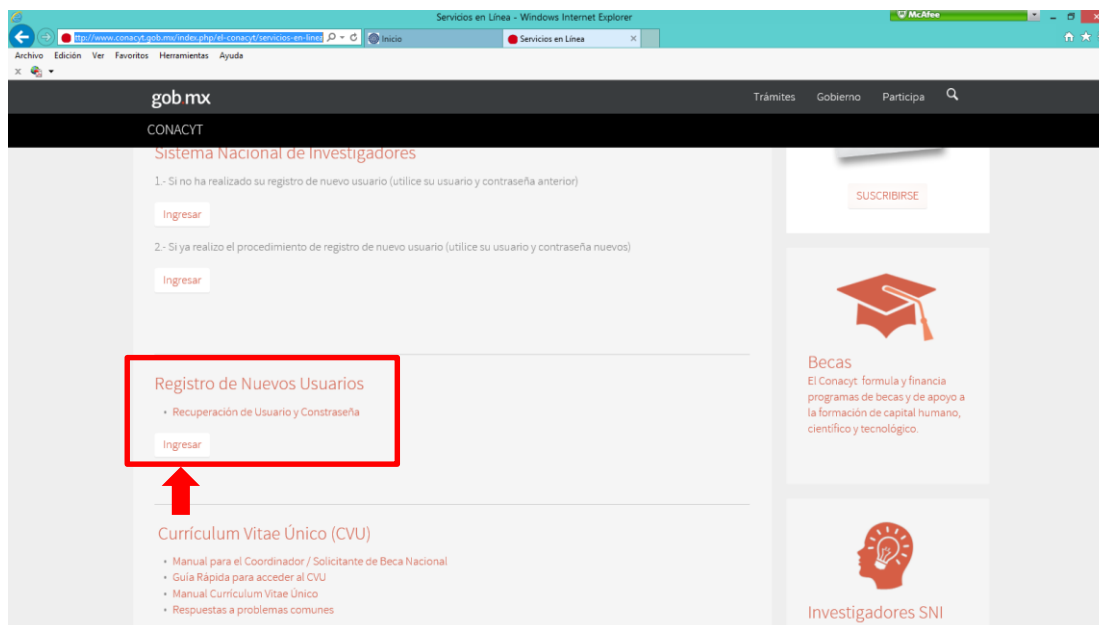 Servicios en Línea - Windows Internet Explorer
McAfee
ttp://www.conacyt.gob.mx/index.php/el-conacyt/servicios-en-linea
Inicio
Servicios en Línea
Archivo Edición Ver Favoritos Herramientas Ayuda
gob.mx
Trámites Gobierno Participa
CONACYT
Sistema Nacional de Investigadores
1.- Si no ha realizado su registro de nuevo usuario (utilice su usuario y contraseña anterior)
Ingresar
2.- Si ya realizo el procedimiento de registro de nuevo usuario (utilice su usuario y contraseña nuevos)
Ingresar
Registro de Nuevos Usuarios
• Recuperación de Usuario y Constraseña
Ingresar
Currículum Vitae Único (CVU)
• Manual para el Coordinador / Solicitante de Beca Nacional
• Guía Rápida para acceder al CVU
• Manual Currículum Vitae Único
• Respuestas a problemas comunes
SUSCRIBIRSE
Becas
El Conacyt formula y financia
programas de becas y de apoyo a
la formación de capital humano,
científico y tecnológico.
Investigadores SNI